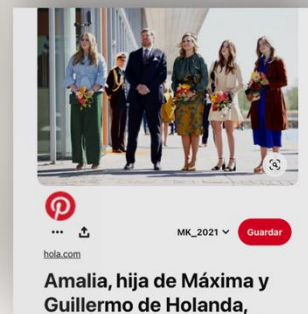 MK_2021
Guardar
hola.com
Amalia, hija de Máxima y
Guillermo de Holanda,